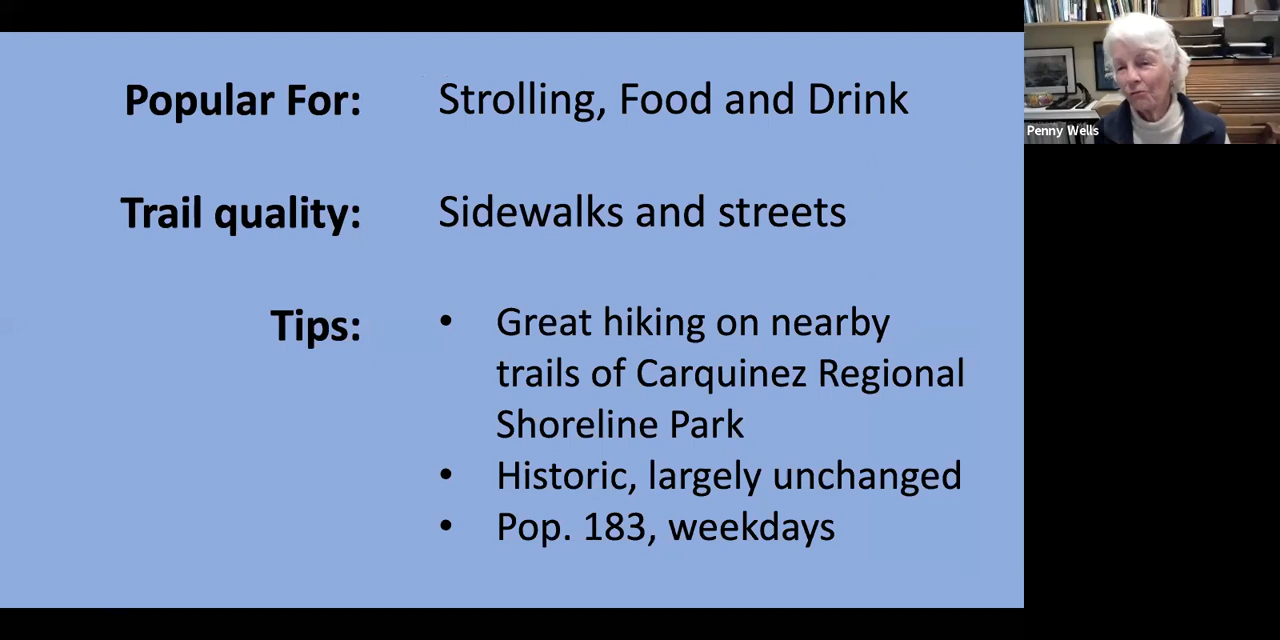 Popular For: Strolling, Food and Drink
Penny Wells
Trail quality: Sidewalks and streets
Tips: • Great hiking on nearby
trails of Carquinez Regional
Shoreline Park
• Historic, largely unchanged
• Pop. 183, weekdays